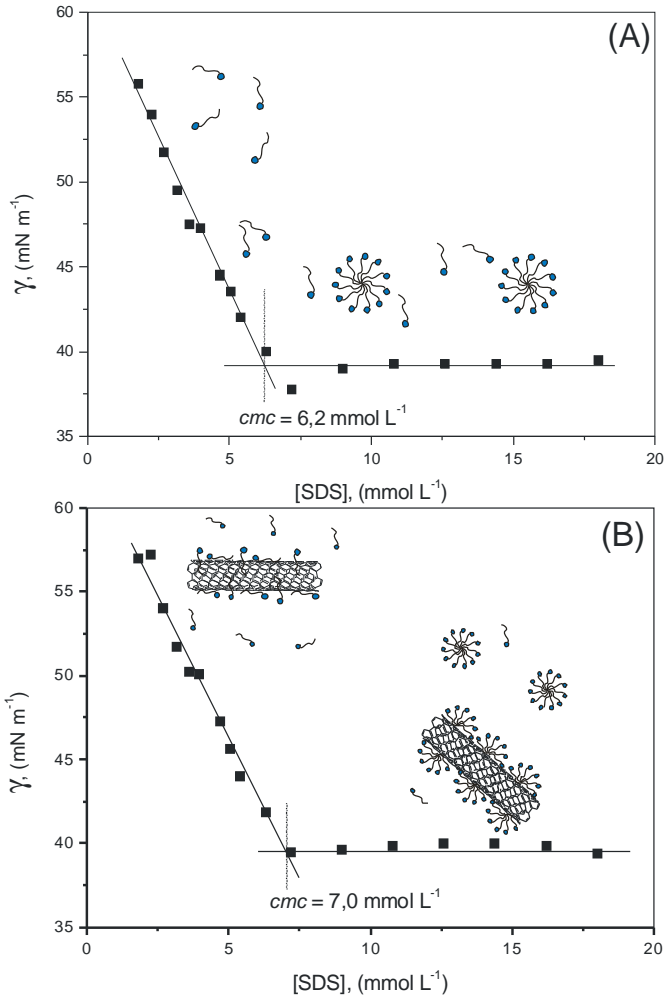 (A)
60
55
50
45
40
35
γ, (mN m⁻¹)
cmc = 6,2 mmol L⁻¹
0 5 10 15 20
[SDS], (mmol L⁻¹)
(B)
60
55
50
45
40
35
γ, (mN m⁻¹)
cmc = 7,0 mmol L⁻¹
0 5 10 15 20
[SDS], (mmol L⁻¹)